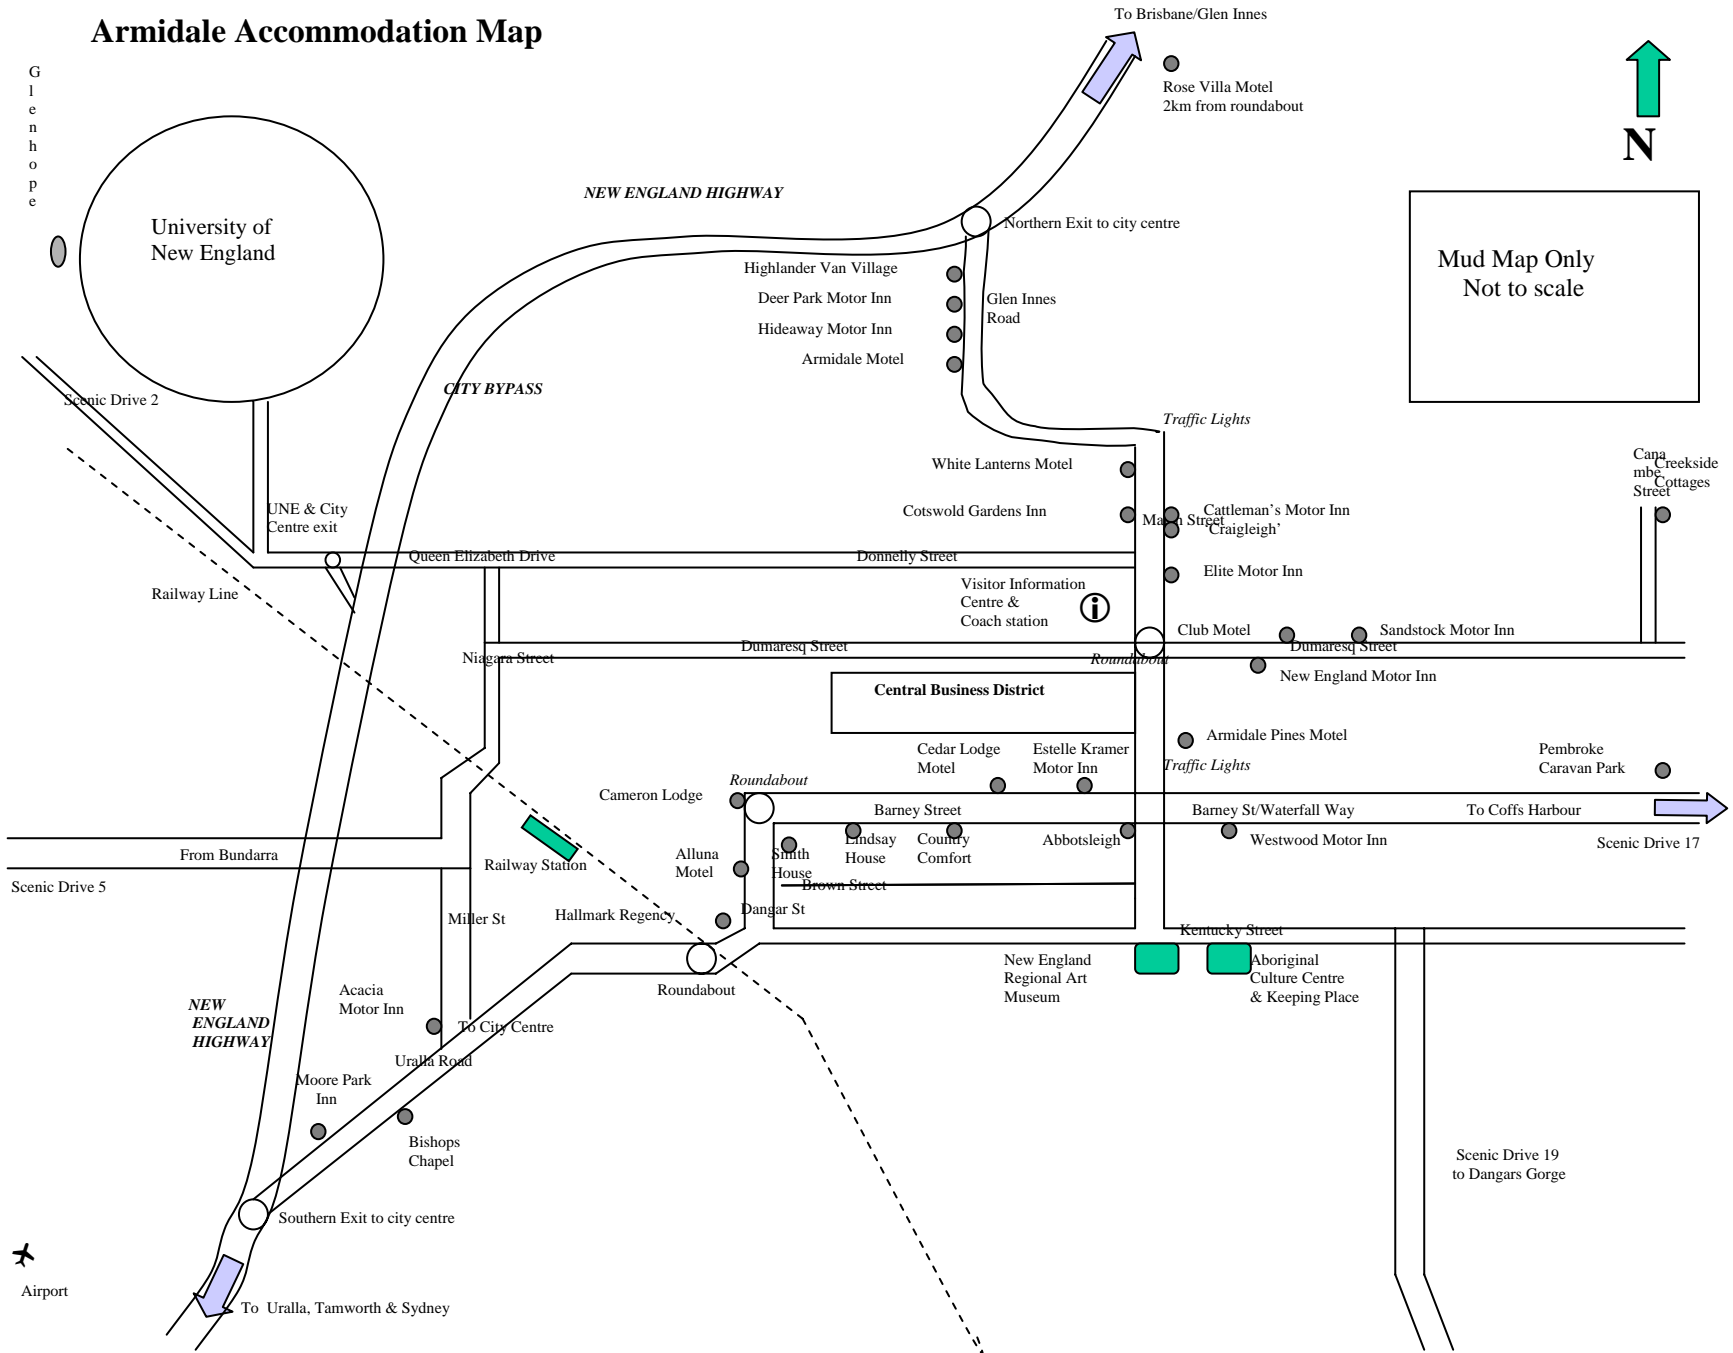 To Brisbane/Glen Innes
Armidale Accommodation Map
Glenhope
Rose Villa Motel
2km from roundabout
N
NEW ENGLAND HIGHWAY
University of
New England
Northern Exit to city centre
Mud Map Only
Not to scale
Highlander Van Village
Deer Park Motor Inn
Glen Innes
Road
Hideaway Motor Inn
Armidale Motel
CITY BYPASS
Scenic Drive 2
Traffic Lights
White Lanterns Motel
Cana
mbe
Street
Creekside
Cottages
UNE & City
Centre exit
Cotswold Gardens Inn
Marsh Street
Cattleman's Motor Inn
'Craigleigh'
Queen Elizabeth Drive
Donnelly Street
Elite Motor Inn
Railway Line
Visitor Information
Centre &
Coach station
Club Motel
Sandstock Motor Inn
Niagara Street
Dumaresq Street
Roundabout
Dumaresq Street
New England Motor Inn
Central Business District
Armidale Pines Motel
Cedar Lodge
Motel
Estelle Kramer
Motor Inn
Traffic Lights
Pembroke
Caravan Park
Roundabout
Cameron Lodge
Barney Street
Barney St/Waterfall Way
To Coffs Harbour
Lindsay
House
Country
Comfort
Abbotsleigh
Westwood Motor Inn
Scenic Drive 17
From Bundarra
Railway Station
Alluna
Motel
Smith
House
Scenic Drive 5
Brown Street
Miller St
Hallmark Regency
Dangar St
Kentucky Street
New England
Regional Art
Museum
Aboriginal
Culture Centre
& Keeping Place
Roundabout
Acacia
Motor Inn
NEW
ENGLAND
HIGHWAY
To City Centre
Uralla Road
Moore Park
Inn
Bishops
Chapel
Scenic Drive 19
to Dangars Gorge
Southern Exit to city centre
Airport
To Uralla, Tamworth & Sydney